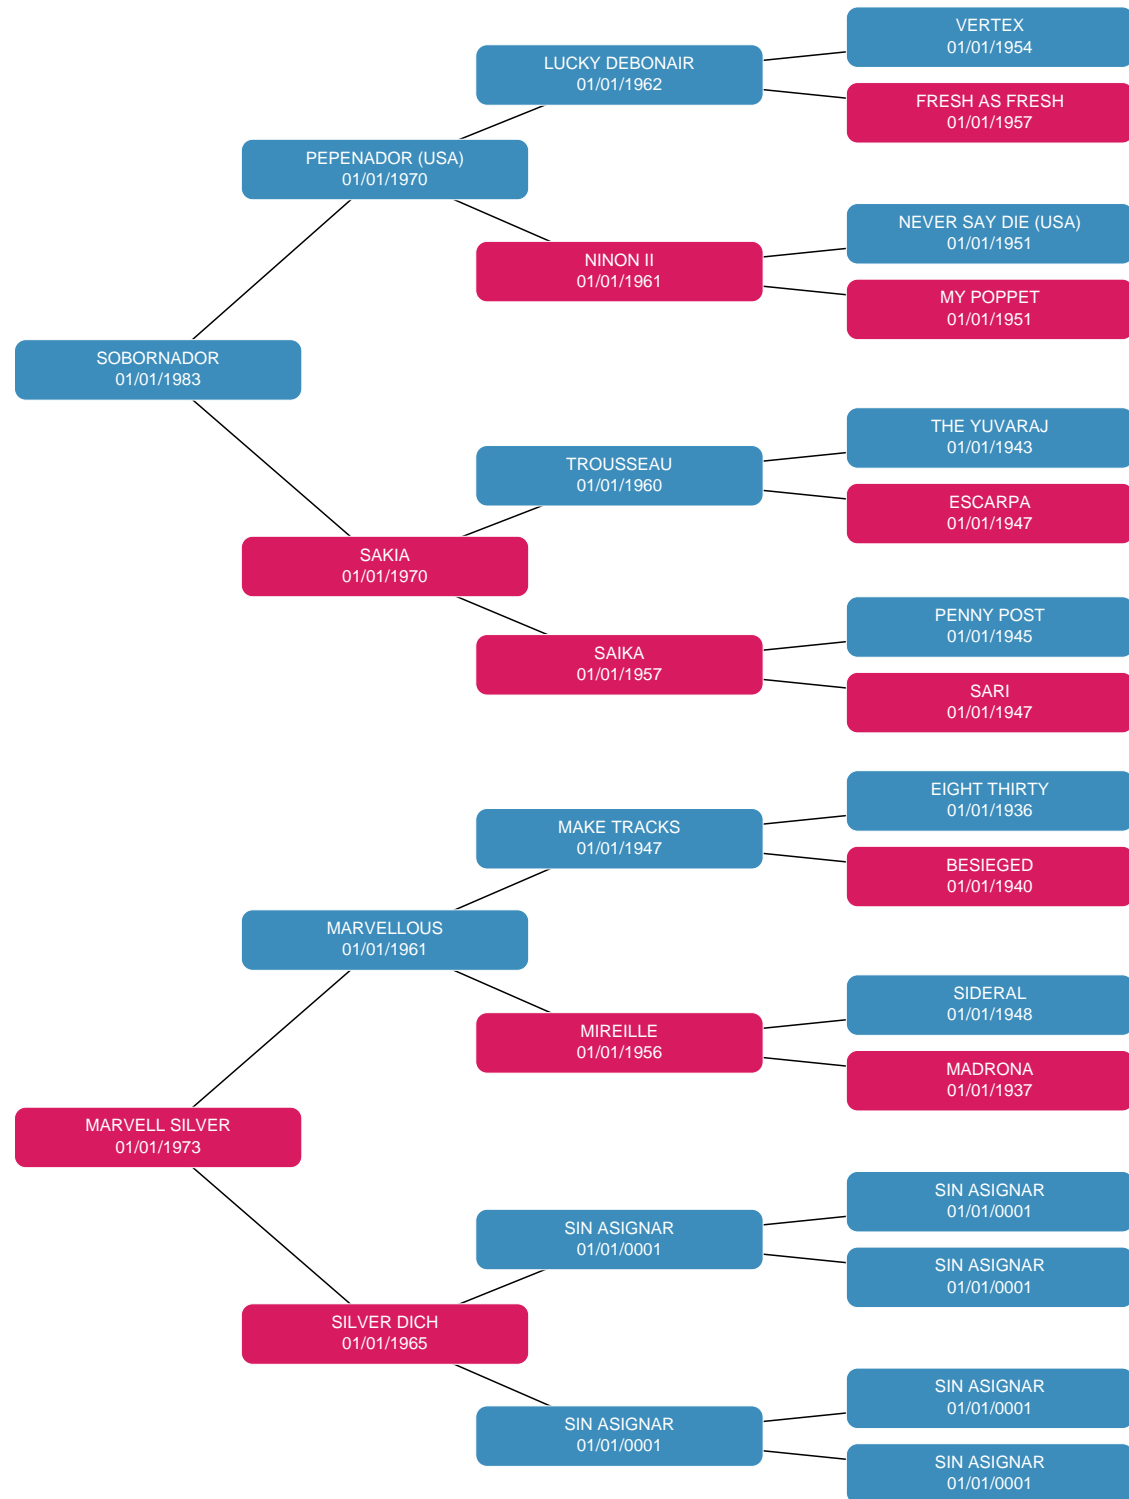 VERTEX
01/01/1954
LUCKY DEBONAIR
01/01/1962
FRESH AS FRESH
01/01/1957
PEPENADOR (USA)
01/01/1970
NEVER SAY DIE (USA)
01/01/1951
NINON II
01/01/1961
MY POPPET
01/01/1951
SOBORNADOR
01/01/1983
THE YUVARAJ
01/01/1943
TROUSSEAU
01/01/1960
ESCARPA
01/01/1947
SAKIA
01/01/1970
PENNY POST
01/01/1945
SAIKA
01/01/1957
SARI
01/01/1947
EIGHT THIRTY
01/01/1936
MAKE TRACKS
01/01/1947
BESIEGED
01/01/1940
MARVELLOUS
01/01/1961
SIDERAL
01/01/1948
MIREILLE
01/01/1956
MADRONA
01/01/1937
MARVELL SILVER
01/01/1973
SIN ASIGNAR
01/01/0001
SIN ASIGNAR
01/01/0001
SIN ASIGNAR
01/01/0001
SILVER DICH
01/01/1965
SIN ASIGNAR
01/01/0001
SIN ASIGNAR
01/01/0001
SIN ASIGNAR
01/01/0001